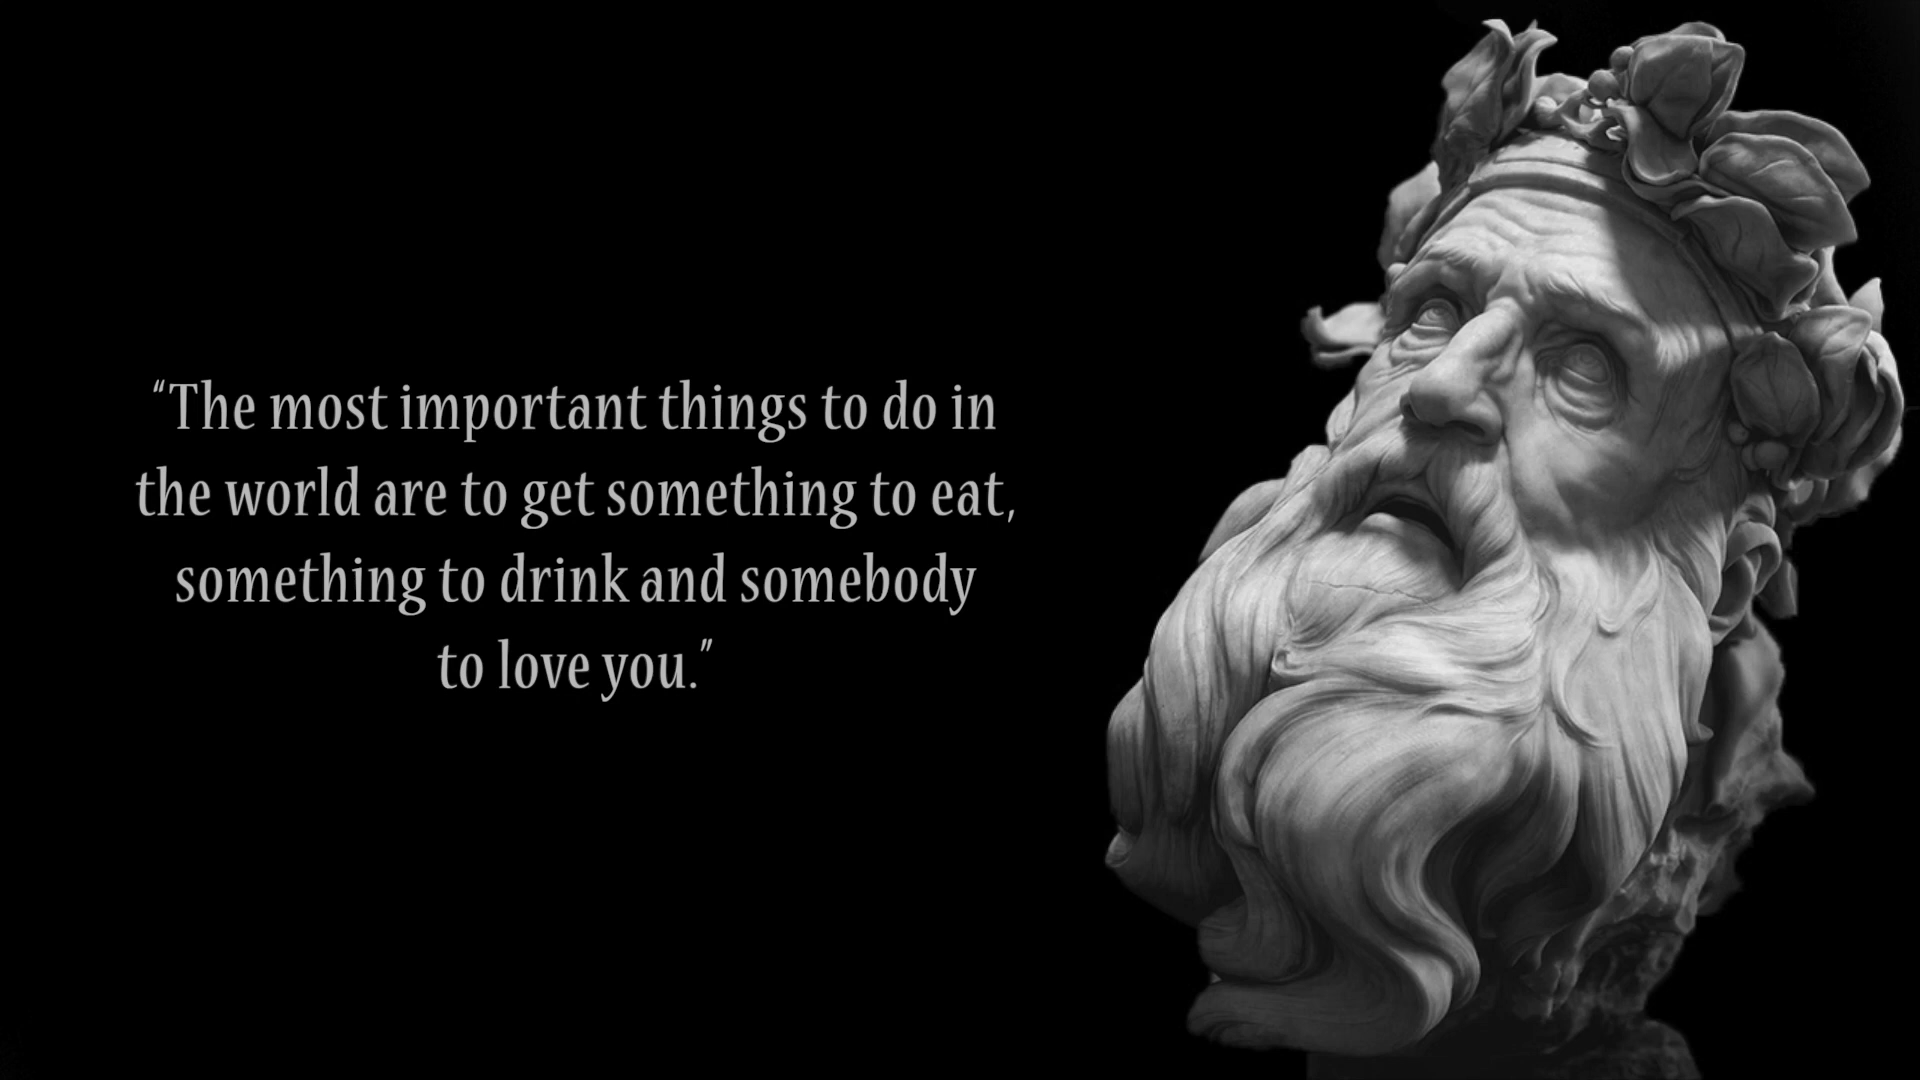 “The most important things to do in
the world are to get something to eat,
something to drink and somebody
to love you.”